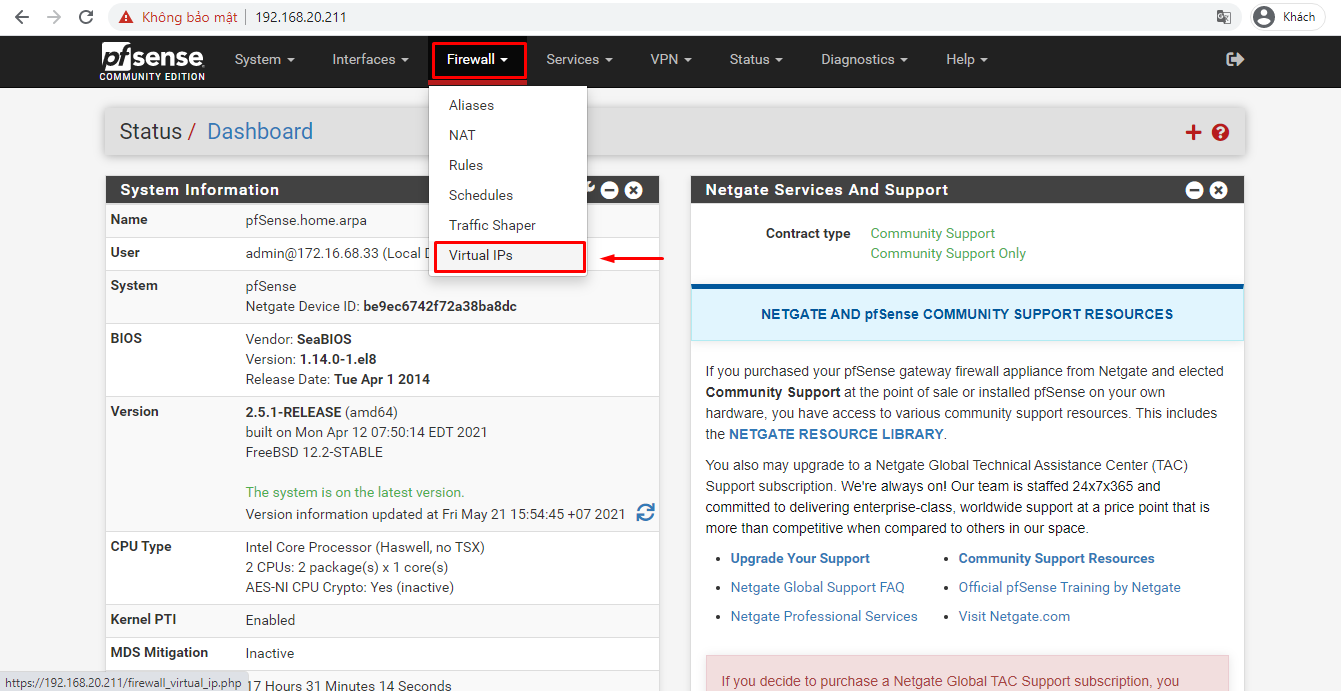 Không bảo mật
192.168.20.211
Khách
pfsense
COMMUNITY EDITION
System
Interfaces
Firewall
Services
VPN
Status
Diagnostics
Help
Aliases
NAT
Rules
Schedules
Traffic Shaper
Virtual IPs
Status / Dashboard
System Information
Name pfSense.home.arpa
User admin@172.16.68.33 (Local
System pfSense
Netgate Device ID: be9ec6742f72a38ba8dc
BIOS Vendor: SeaBIOS
Version: 1.14.0-1.el8
Release Date: Tue Apr 1 2014
Version 2.5.1-RELEASE (amd64)
built on Mon Apr 12 07:50:14 EDT 2021
FreeBSD 12.2-STABLE
The system is on the latest version.
Version information updated at Fri May 21 15:54:45 +07 2021
CPU Type Intel Core Processor (Haswell, no TSX)
2 CPUs: 2 package(s) x 1 core(s)
AES-NI CPU Crypto: Yes (inactive)
Kernel PTI Enabled
MDS Mitigation Inactive
17 Hours 31 Minutes 14 Seconds
https://192.168.20.211/firewall_virtual_ip.php
Netgate Services And Support
Contract type Community Support
Community Support Only
NETGATE AND pfSense COMMUNITY SUPPORT RESOURCES
If you purchased your pfSense gateway firewall appliance from Netgate and elected
Community Support at the point of sale or installed pfSense on your own
hardware, you have access to various community support resources. This includes
the NETGATE RESOURCE LIBRARY.
You also may upgrade to a Netgate Global Technical Assistance Center (TAC)
Support subscription. We're always on! Our team is staffed 24x7x365 and
committed to delivering enterprise-class, worldwide support at a price point that is
more than competitive when compared to others in our space.
Upgrade Your Support
Netgate Global Support FAQ
Netgate Professional Services
Community Support Resources
Official pfSense Training by Netgate
Visit Netgate.com
If you decide to purchase a Netgate Global TAC Support subscription, you